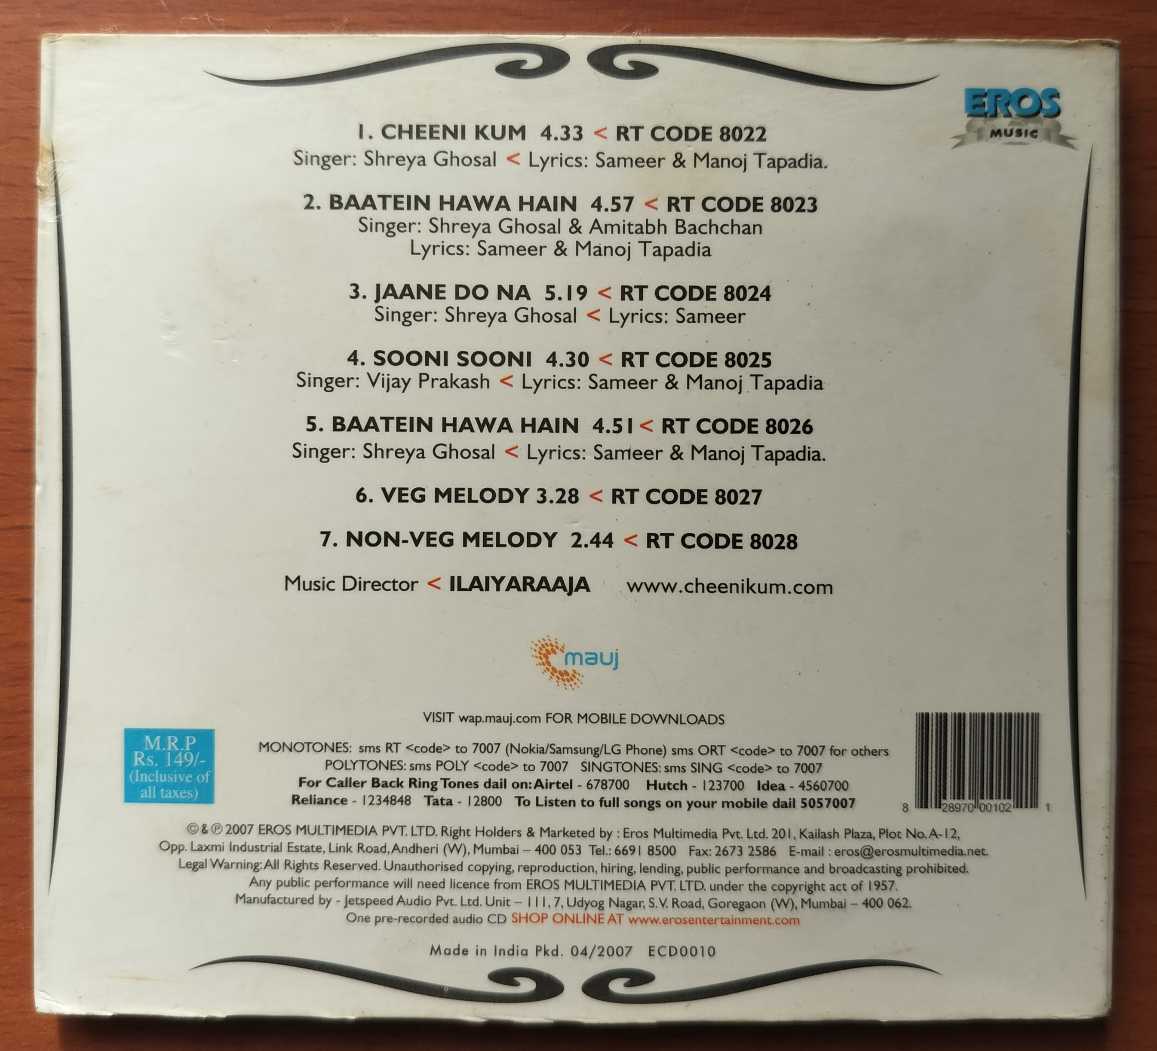 EROS
MUSIC
1. CHEENI KUM 4.33 < RT CODE 8022
Singer: Shreya Ghosal < Lyrics: Sameer & Manoj Tapadia.
2. BAATEIN HAWA HAIN 4.57 < RT CODE 8023
Singer: Shreya Ghosal & Amitabh Bachchan
Lyrics: Sameer & Manoj Tapadia
3. JAANE DO NA 5.19 < RT CODE 8024
Singer: Shreya Ghosal < Lyrics: Sameer
4. SOONI SOONI 4.30 < RT CODE 8025
Singer: Vijay Prakash < Lyrics: Sameer & Manoj Tapadia
5. BAATEIN HAWA HAIN 4.51 < RT CODE 8026
Singer: Shreya Ghosal < Lyrics: Sameer & Manoj Tapadia.
6. VEG MELODY 3.28 < RT CODE 8027
7. NON-VEG MELODY 2.44 < RT CODE 8028
Music Director < ILAIYARAAJA www.cheenikum.com
mauj
VISIT wap.mauj.com FOR MOBILE DOWNLOADS
M.R.P
Rs. 149/-
(Inclusive of
all taxes)
MONOTONES: sms RT <code> to 7007 (Nokia/Samsung/LG Phone) sms ORT <code> to 7007 for others
POLYTONES: sms POLY <code> to 7007 SINGTONES: sms SING <code> to 7007
For Caller Back Ring Tones dail on: Airtel - 678700 Hutch - 123700 Idea - 4560700
Reliance - 1234848 Tata - 12800 To Listen to full songs on your mobile dail 5057007
8 28970 00102 1
© & ℗ 2007 EROS MULTIMEDIA PVT. LTD. Right Holders & Marketed by : Eros Multimedia Pvt. Ltd. 201, Kailash Plaza, Plot No. A-12,
Opp. Laxmi Industrial Estate, Link Road, Andheri (W), Mumbai – 400 053 Tel.: 6691 8500 Fax: 2673 2586 E-mail : eros@erosmultimedia.net.
Legal Warning: All Rights Reserved. Unauthorised copying, reproduction, hiring, lending, public performance and broadcasting prohibited.
Any public performance will need licence from EROS MULTIMEDIA PVT. LTD. under the copyright act of 1957.
Manufactured by - Jetspeed Audio Pvt. Ltd. Unit – 111, 7, Udyog Nagar, S.V. Road, Goregaon (W), Mumbai – 400 062.
One pre-recorded audio CD SHOP ONLINE AT www.erosentertainment.com
Made in India Pkd. 04/2007 ECD0010